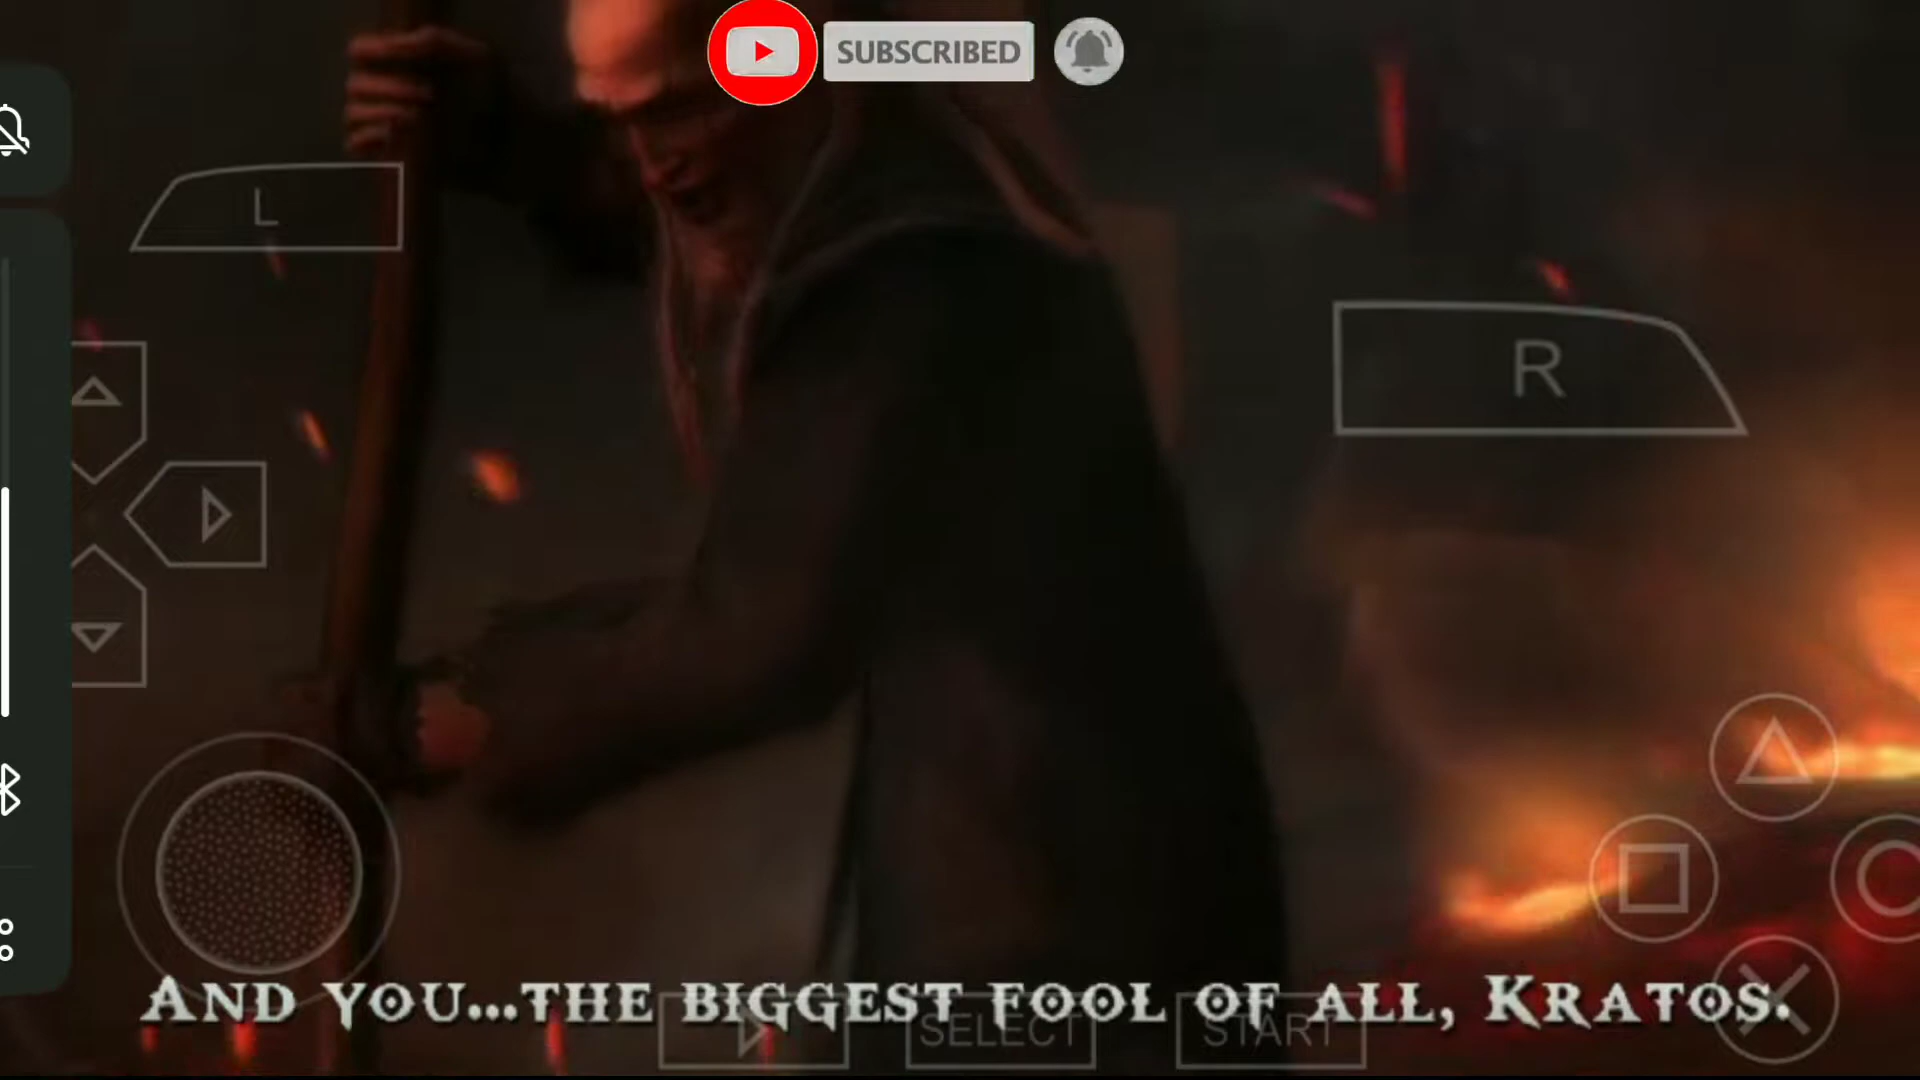 SUBSCRIBED
L
R
AND YOU...THE BIGGEST FOOL OF ALL, KRATOS.
SELECT
START